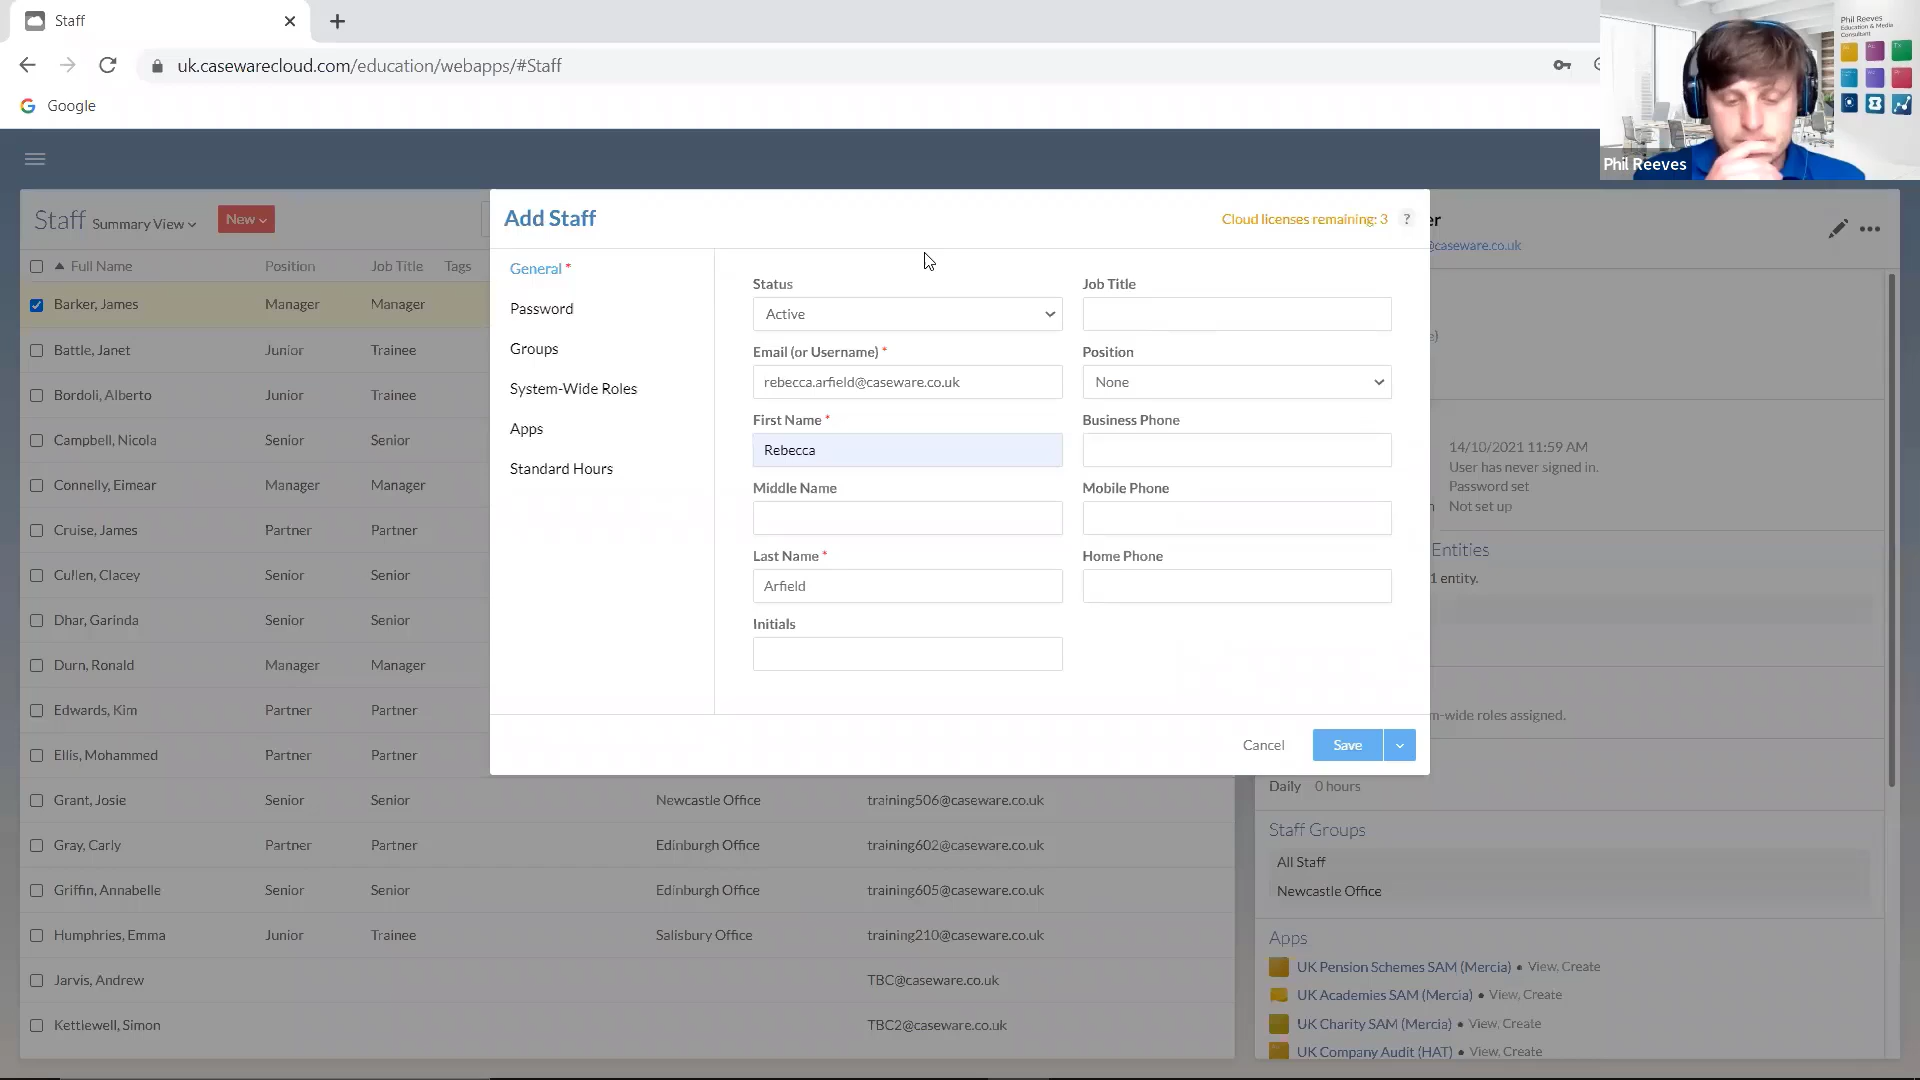 Staff
uk.casewarecloud.com/education/webapps/#Staff
Google
Phil Reeves
Education & Media
Consultant
Phil Reeves
Staff Summary View
New
Full Name Position Job Title Tags
Barker, James Manager Manager
Battle, Janet Junior Trainee
Bordoli, Alberto Junior Trainee
Campbell, Nicola Senior Senior
Connelly, Eimear Manager Manager
Cruise, James Partner Partner
Cullen, Clacey Senior Senior
Dhar, Garinda Senior Senior
Durn, Ronald Manager Manager
Edwards, Kim Partner Partner
Ellis, Mohammed Partner Partner
Grant, Josie Senior Senior Newcastle Office training506@caseware.co.uk
Gray, Carly Partner Partner Edinburgh Office training602@caseware.co.uk
Griffin, Annabelle Senior Senior Edinburgh Office training605@caseware.co.uk
Humphries, Emma Junior Trainee Salisbury Office training210@caseware.co.uk
Jarvis, Andrew TBC@caseware.co.uk
Kettlewell, Simon TBC2@caseware.co.uk
Add Staff
Cloud licenses remaining: 3 ?
General *
Password
Groups
System-Wide Roles
Apps
Standard Hours
Status
Active
Email (or Username) *
rebecca.arfield@caseware.co.uk
First Name *
Rebecca
Middle Name
Last Name *
Arfield
Initials
Job Title
Position
None
Business Phone
Mobile Phone
Home Phone
Cancel
Save
er
@caseware.co.uk
e)
14/10/2021 11:59 AM
User has never signed in.
Password set
n Not set up
Entities
1 entity.
m-wide roles assigned.
Daily 0 hours
Staff Groups
All Staff
Newcastle Office
Apps
UK Pension Schemes SAM (Mercia) • View, Create
UK Academies SAM (Mercia) • View, Create
UK Charity SAM (Mercia) • View, Create
UK Company Audit (HAT) • View, Create